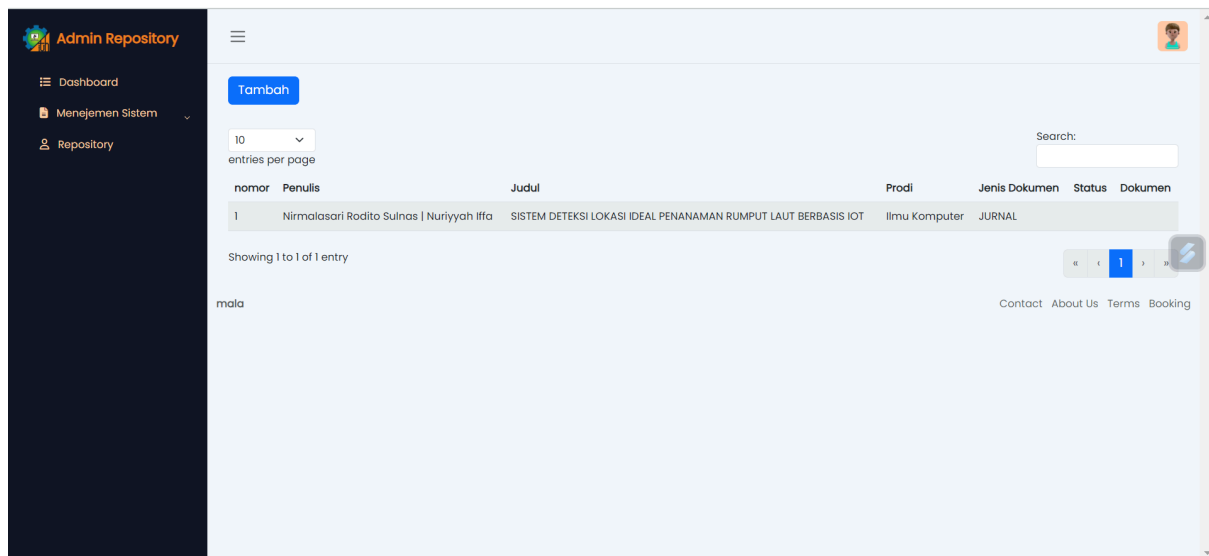 Admin Repository
Dashboard
Menejemen Sistem
Repository
Tambah
10
entries per page
Search:
nomor Penulis Judul Prodi Jenis Dokumen Status Dokumen
1 Nirmalasari Rodito Sulnas | Nuriyyah Iffa SISTEM DETEKSI LOKASI IDEAL PENANAMAN RUMPUT LAUT BERBASIS IOT Ilmu Komputer JURNAL
Showing 1 to 1 of 1 entry
« ‹ 1 › »
mala
Contact About Us Terms Booking